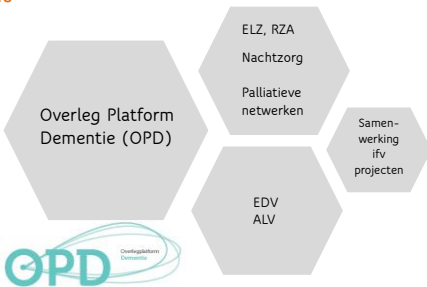 ELZ, RZA
Nachtzorg
Palliatieve
netwerken
Overleg Platform
Dementie (OPD)
Samen-
werking
ifv
projecten
EDV
ALV
OPD
Overlegplatform
Dementie